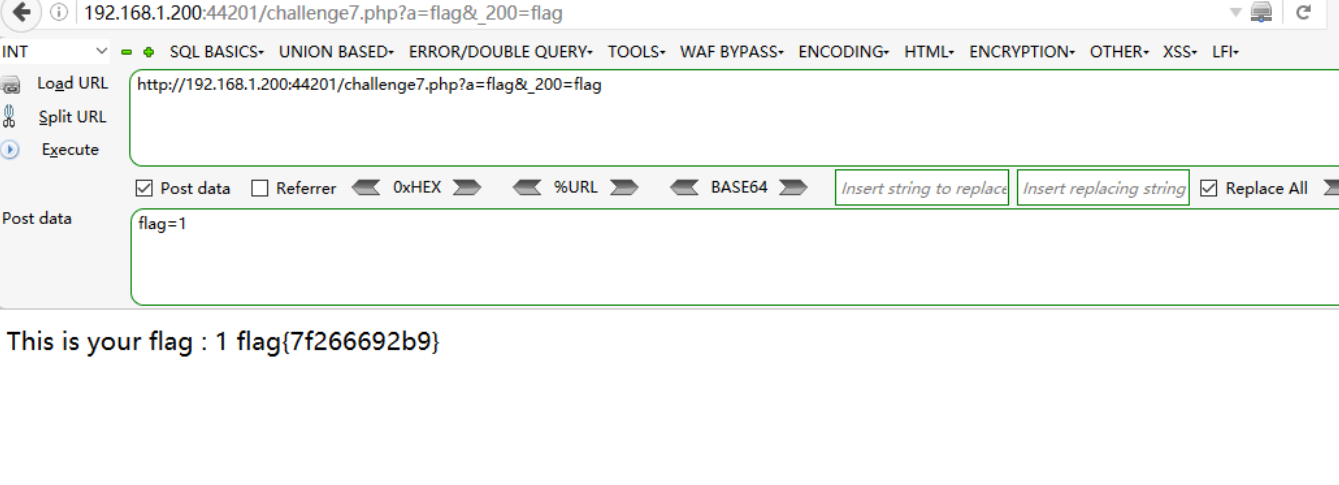 192.168.1.200:44201/challenge7.php?a=flag&_200=flag
INT SQL BASICS UNION BASED ERROR/DOUBLE QUERY TOOLS WAF BYPASS ENCODING HTML ENCRYPTION OTHER XSS LFI
Load URL http://192.168.1.200:44201/challenge7.php?a=flag&_200=flag
Split URL
Execute
Post data Referrer 0xHEX %URL BASE64 Insert string to replace Insert replacing string Replace All
Post data flag=1
This is your flag : 1 flag{7f266692b9}